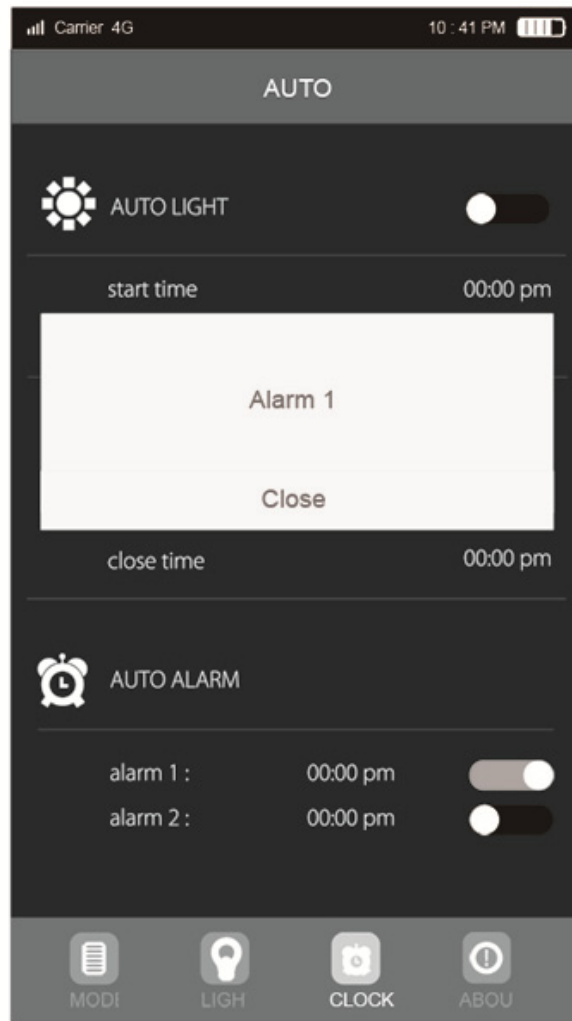 Carrier 4G 10 : 41 PM
AUTO
AUTO LIGHT
start time 00:00 pm
Alarm 1
Close
close time 00:00 pm
AUTO ALARM
alarm 1 : 00:00 pm
alarm 2 : 00:00 pm
MODE LIGH CLOCK ABOU